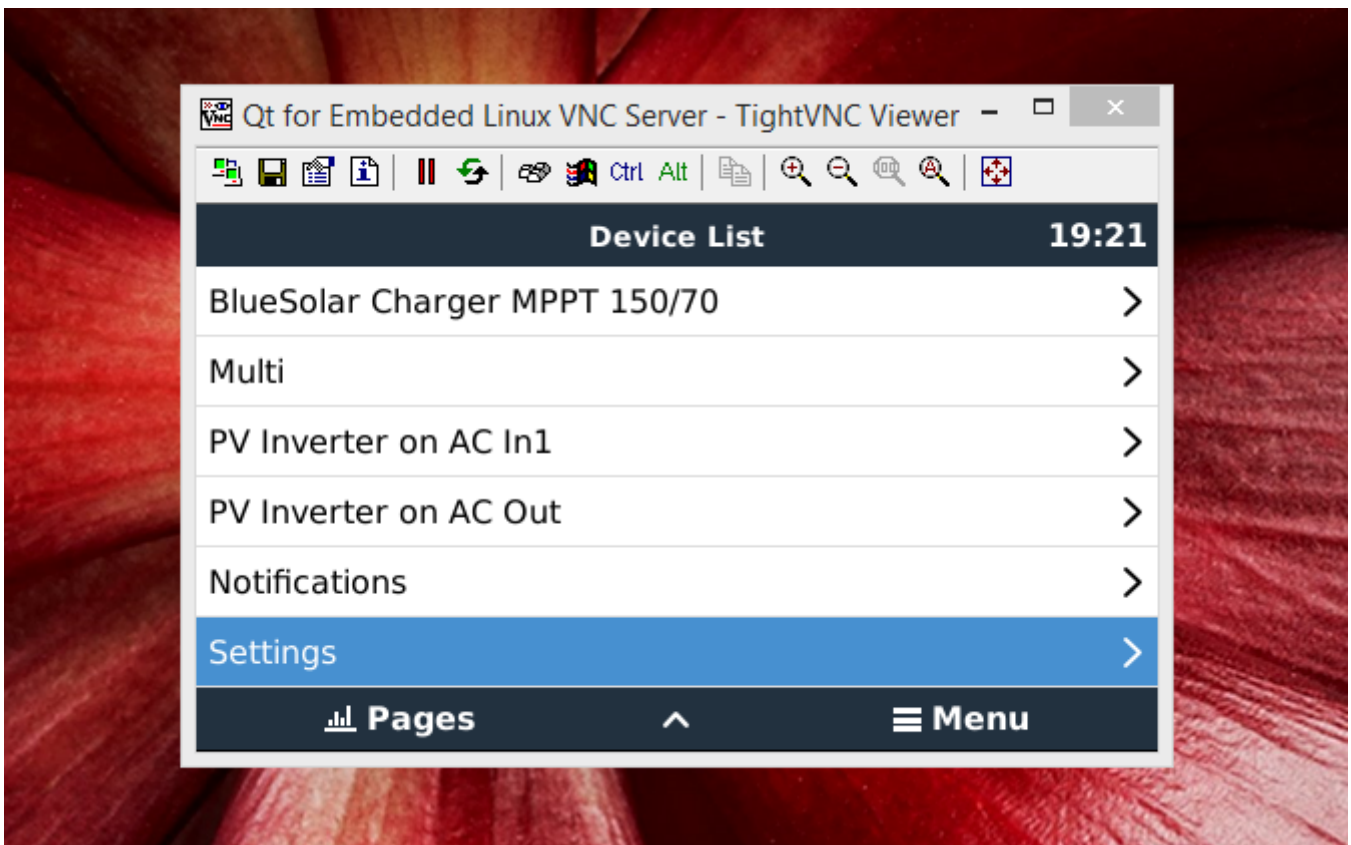 Qt for Embedded Linux VNC Server - TightVNC Viewer
Ctrl Alt
Device List 19:21
BlueSolar Charger MPPT 150/70
Multi
PV Inverter on AC In1
PV Inverter on AC Out
Notifications
Settings
Pages Menu